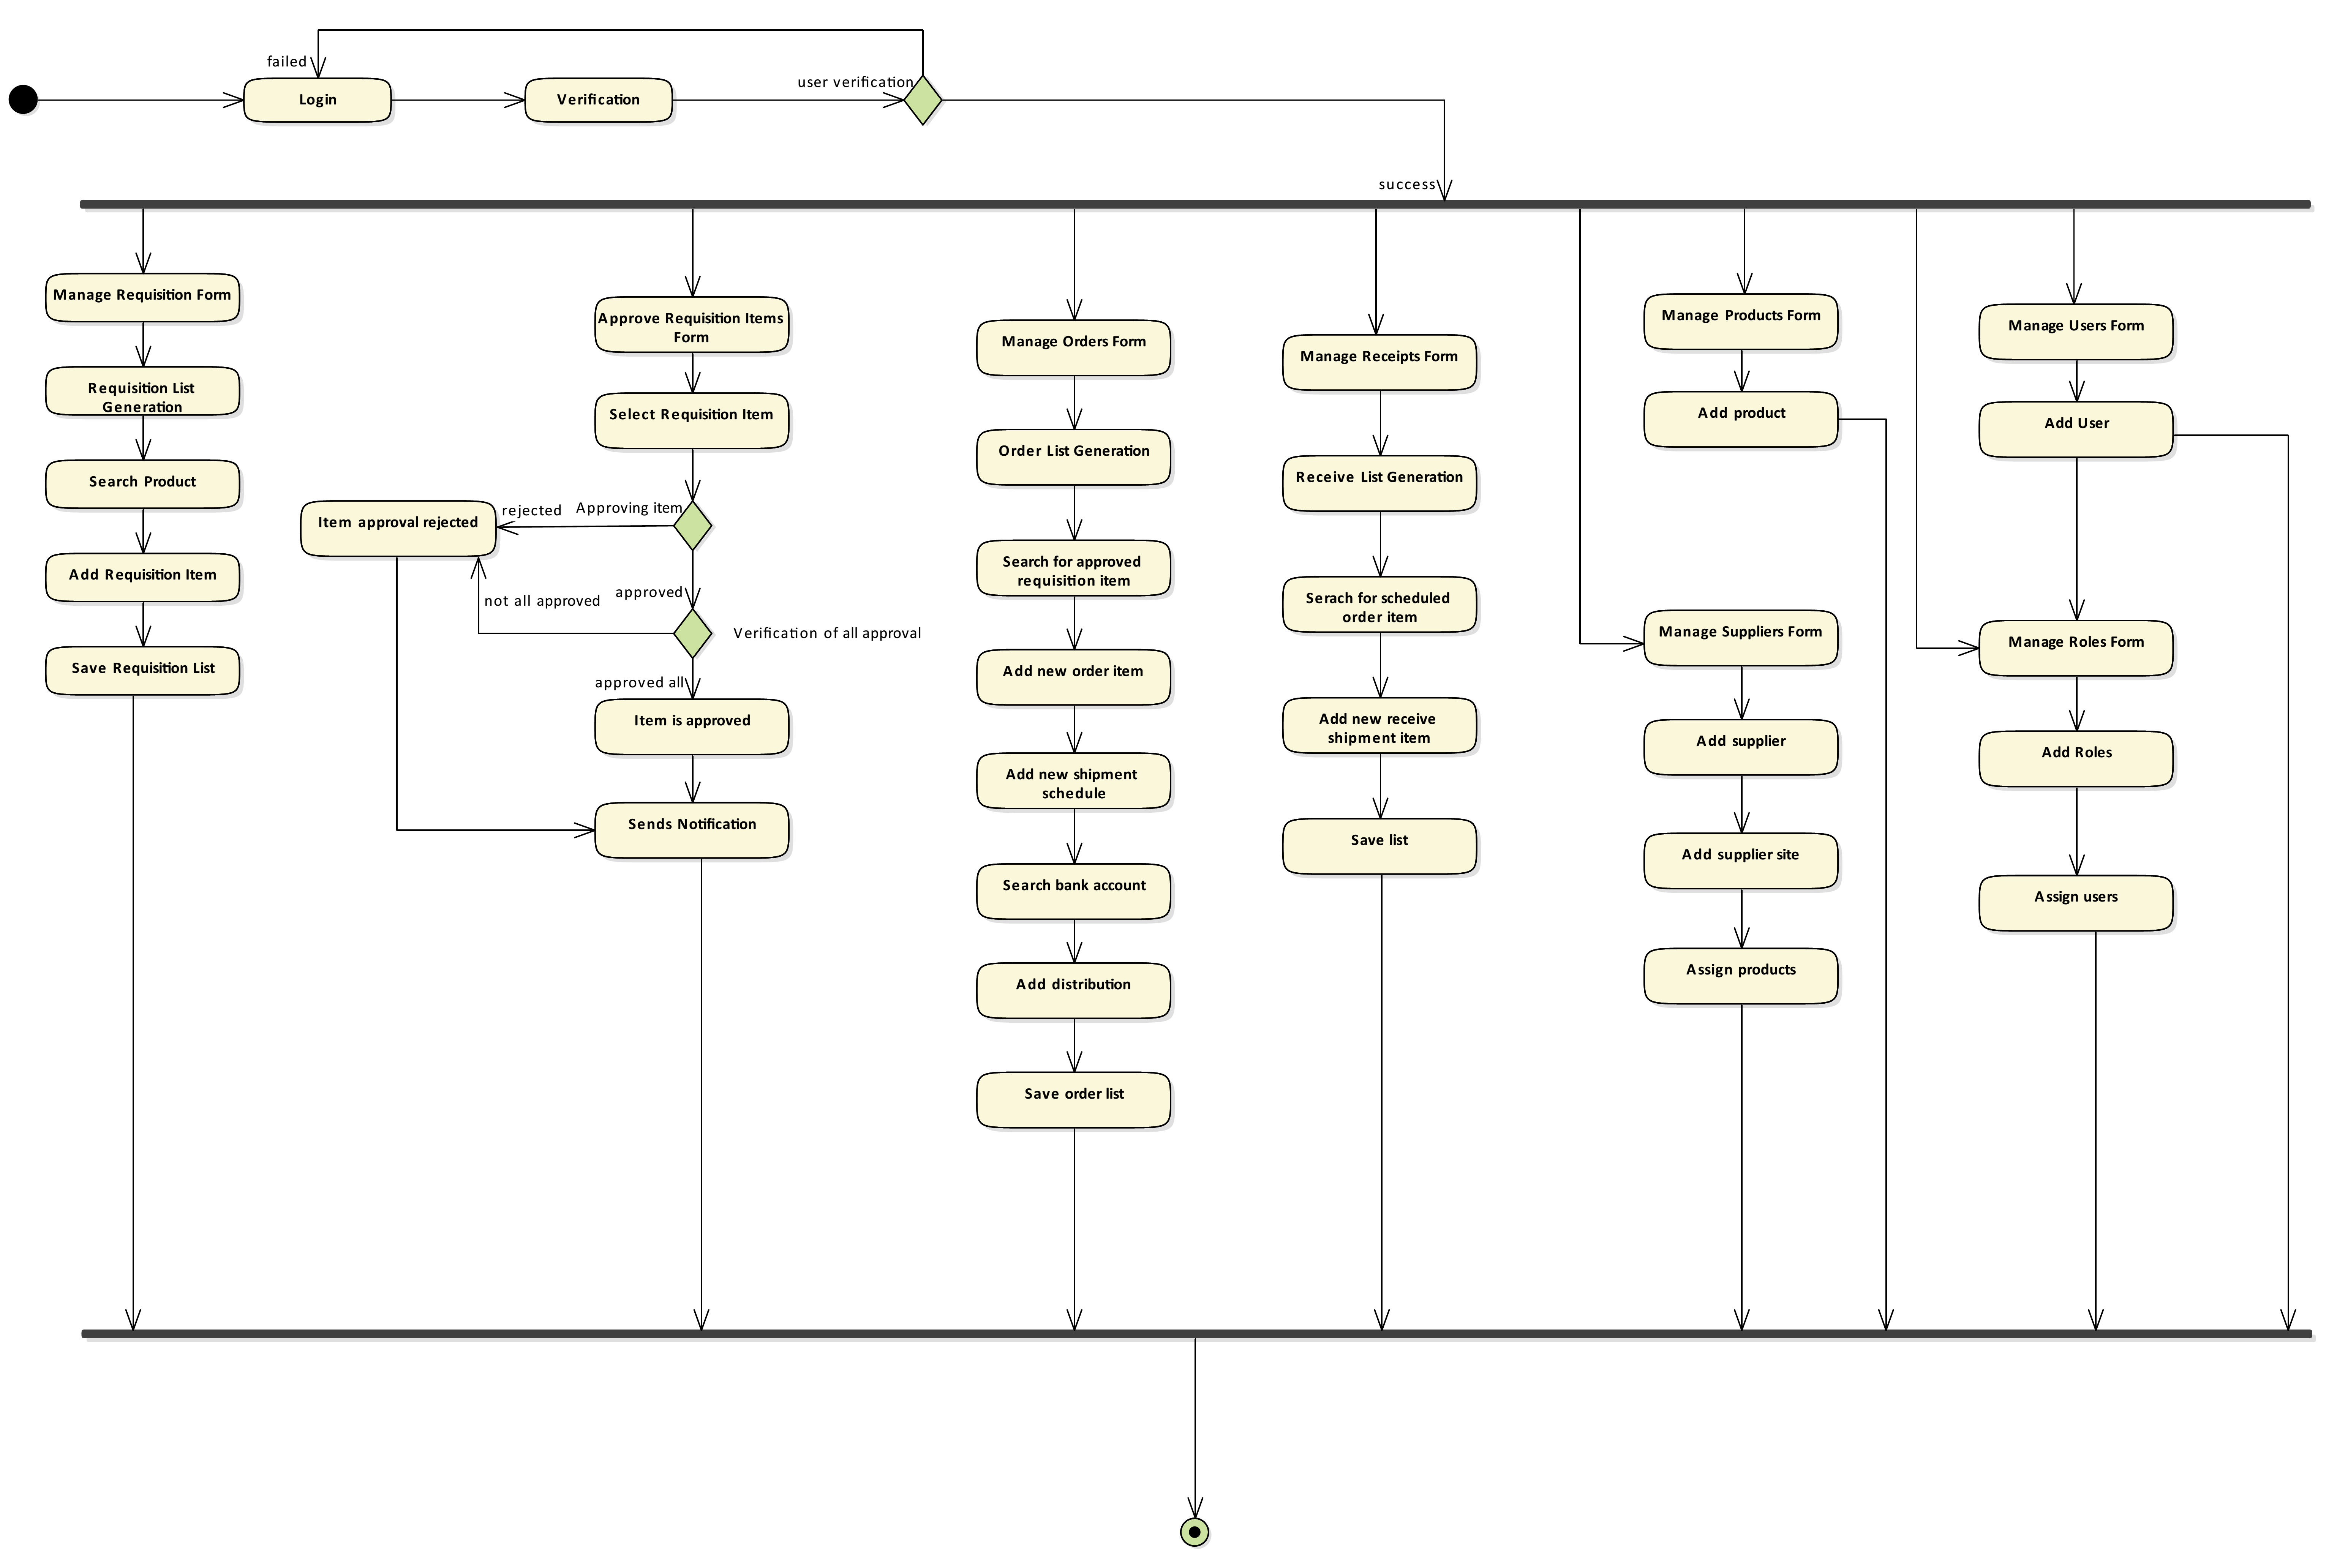 failed
Login
Verification
user verification
success
Manage Requisition Form
Requisition List
Generation
Search Product
Add Requisition Item
Save Requisition List
Approve Requisition Items
Form
Select Requisition Item
Approving item
rejected
Item approval rejected
approved
not all approved
Verification of all approval
approved all
Item is approved
Sends Notification
Manage Orders Form
Order List Generation
Search for approved
requisition item
Add new order item
Add new shipment
schedule
Search bank account
Add distribution
Save order list
Manage Receipts Form
Receive List Generation
Serach for scheduled
order item
Add new receive
shipment item
Save list
Manage Products Form
Add product
Manage Suppliers Form
Add supplier
Add supplier site
Assign products
Manage Users Form
Add User
Manage Roles Form
Add Roles
Assign users